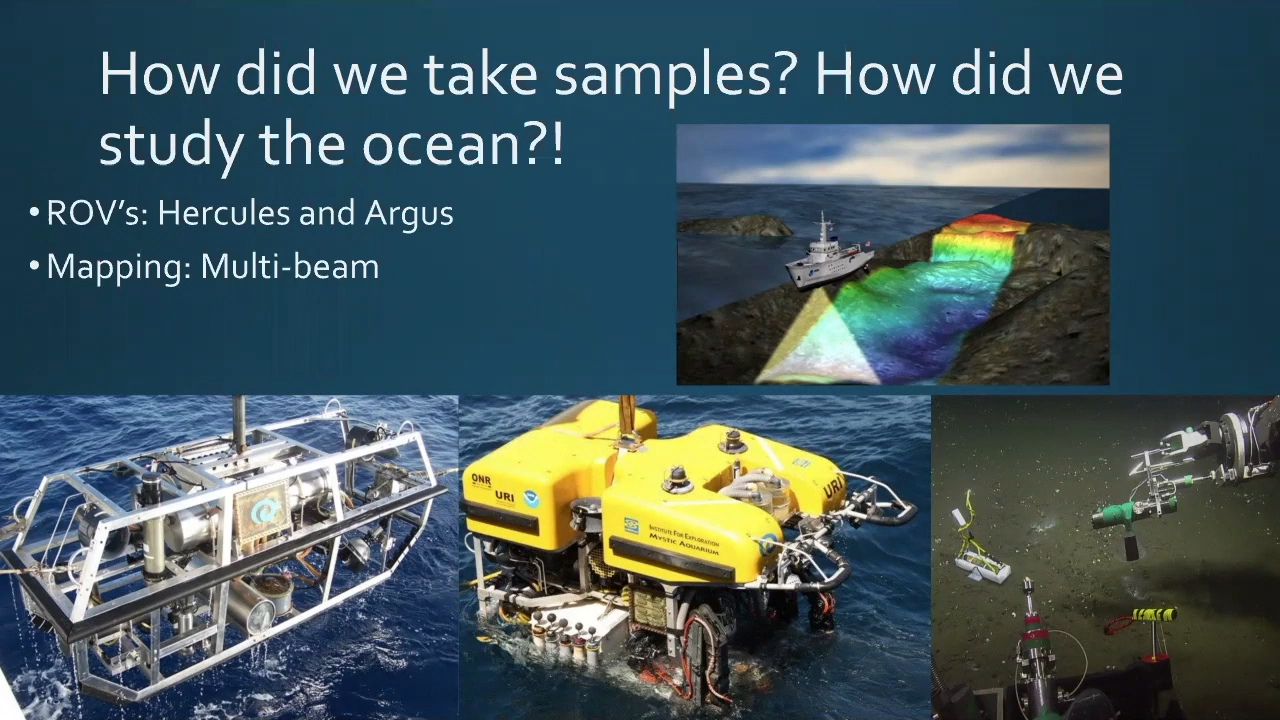 How did we take samples? How did we
study the ocean?!
• ROV’s: Hercules and Argus
• Mapping: Multi-beam
ONR
URI
URI
INSTITUTE FOR EXPLORATION
MYSTIC AQUARIUM